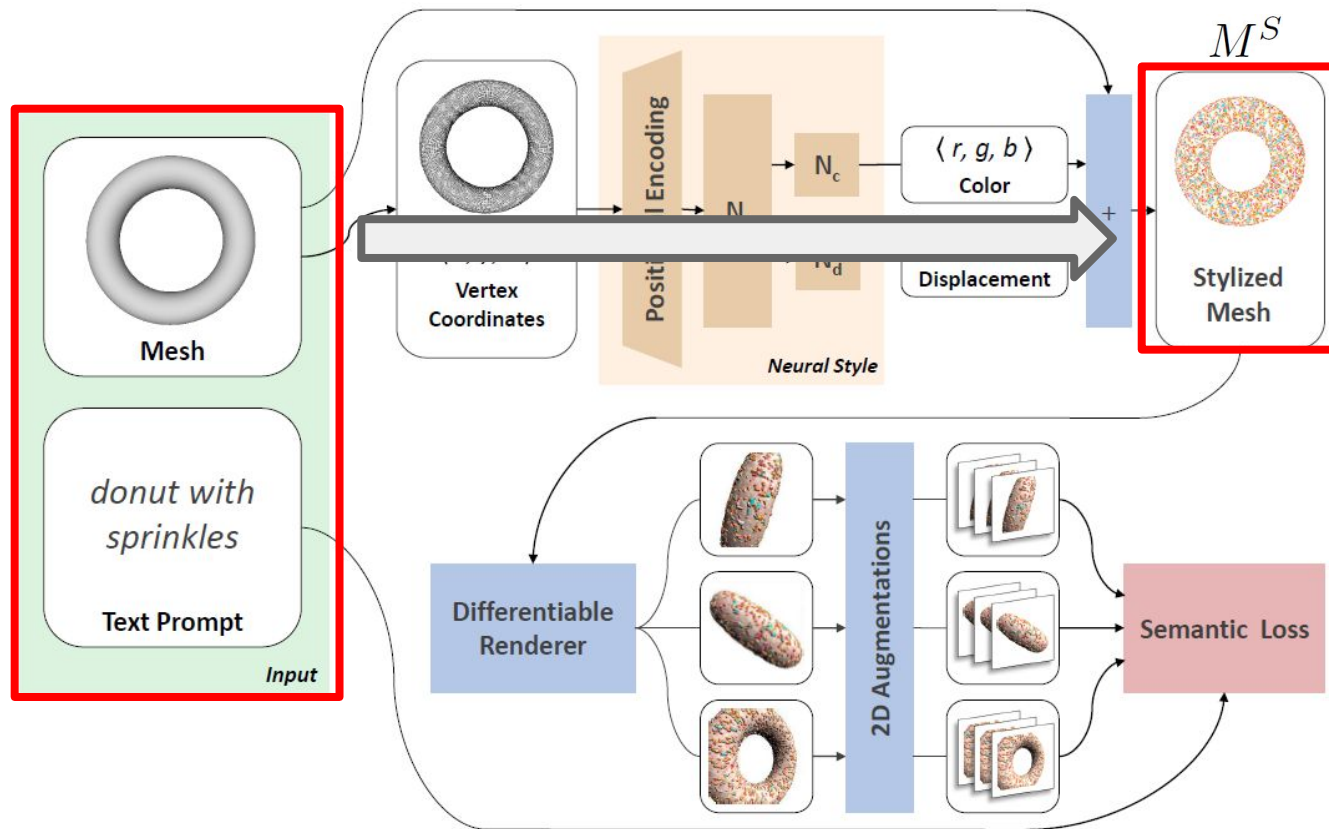 M^S
Mesh
donut with
sprinkles
Text Prompt
Input
Vertex
Coordinates
Positional Encoding
N
N_c
N_d
Neural Style
⟨ r, g, b ⟩
Color
Displacement
+
Stylized
Mesh
Differentiable
Renderer
2D Augmentations
Semantic Loss